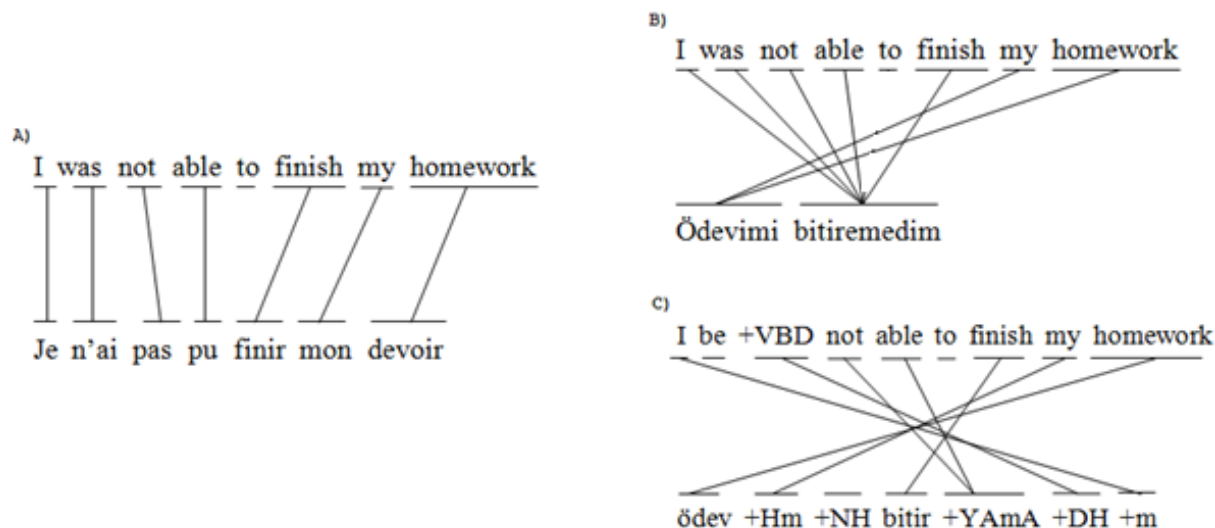 A)
I was not able to finish my homework
Je n'ai pas pu finir mon devoir
B)
I was not able to finish my homework
Ödevimi bitiremedim
C)
I be +VBD not able to finish my homework
ödev +Hm +NH bitir +YAmA +DH +m